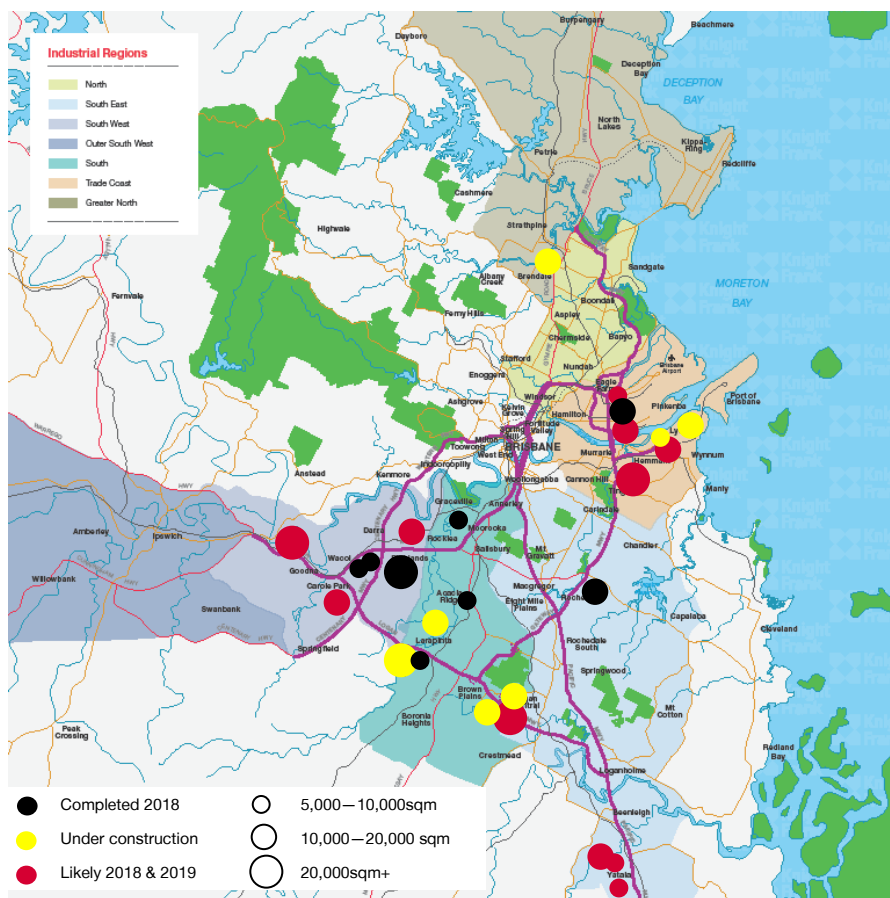 Burpengary
Beachmere
Dayboro
Deception
Bay
DECEPTION
BAY
Industrial Regions
North
South East
South West
Outer South West
South
Trade Coast
Greater North
North
Lakes
Kippa
Ring
Redcliffe
Petrie
Cashmere
Strathpine
Highvale
Sandgate
Albany
Creek
Brendale
MORETON
BAY
Fernvale
Boondall
Ferny Hills
Aspley
Chermside
Banyo
Stafford
Nundah
Enoggera
Brisbane
Airport
Eagle
Windsor
Ashgrove
Kelvin
Grove
Hamilton
Pinkenba
Port of
Brisbane
Fortitude
Valley
Spring
Hill
Milton
Toowong
West End
BRISBANE
Murarrie
Wynnum
Indooroopilly
Hemmant
Anstead
Kenmore
Woolloongabba
Cannon Hill
Manly
Graceville
Annerley
Carindale
Amberley
Ipswich
Darra
Rocklea
Moorooka
Chandler
Wacol
Salisbury
Mt
Gravatt
Goodna
Willowbank
Carole Park
Acacia
Ridge
Macgregor
Eight Mile
Plains
Capalaba
Swanbank
Cleveland
Larapinta
Rochedale
South
Springfield
Springwood
Brown
Plains
Mt
Cotton
Boronia
Heights
Peak
Crossing
Redland
Bay
Crestmead
Loganholme
Beenleigh
Yatala
Completed 2018
5,000—10,000sqm
Under construction
10,000—20,000 sqm
Likely 2018 & 2019
20,000sqm+